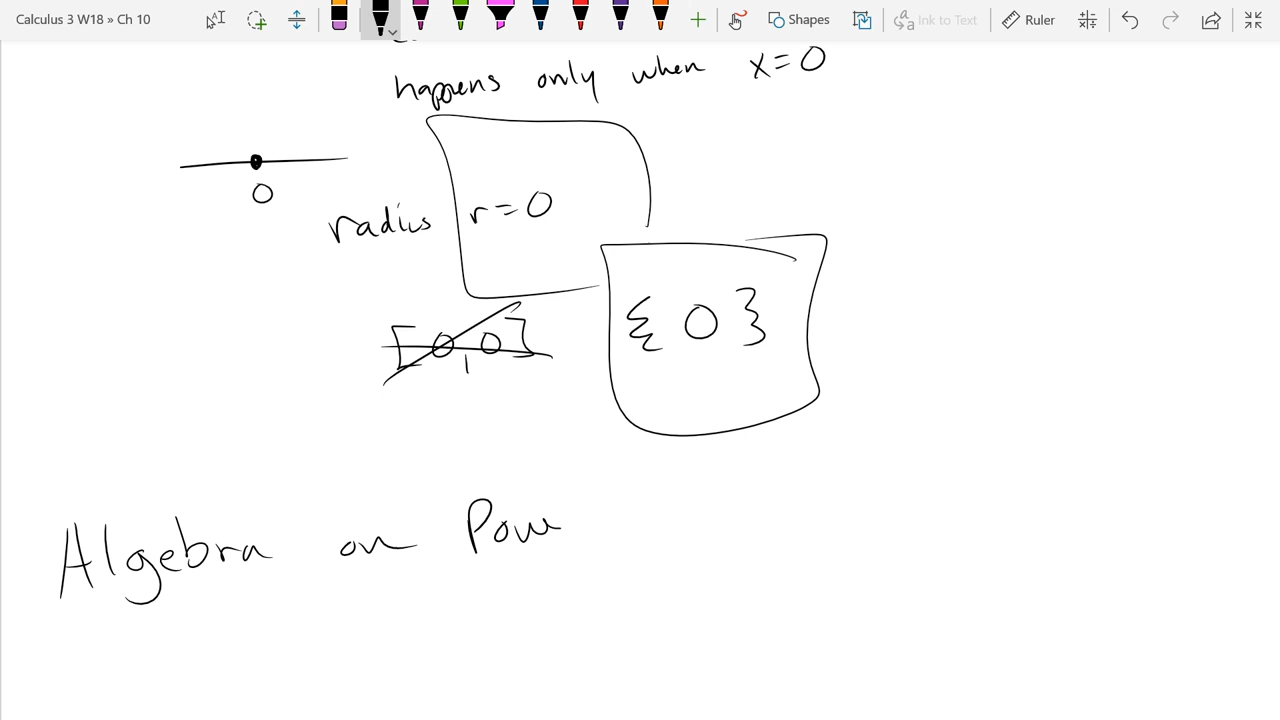 Calculus 3 W18 » Ch 10
Shapes
Ink to Text
Ruler
happens only when x=0
0
radius r=0
[0,0]
{0}
Algebra on Pow